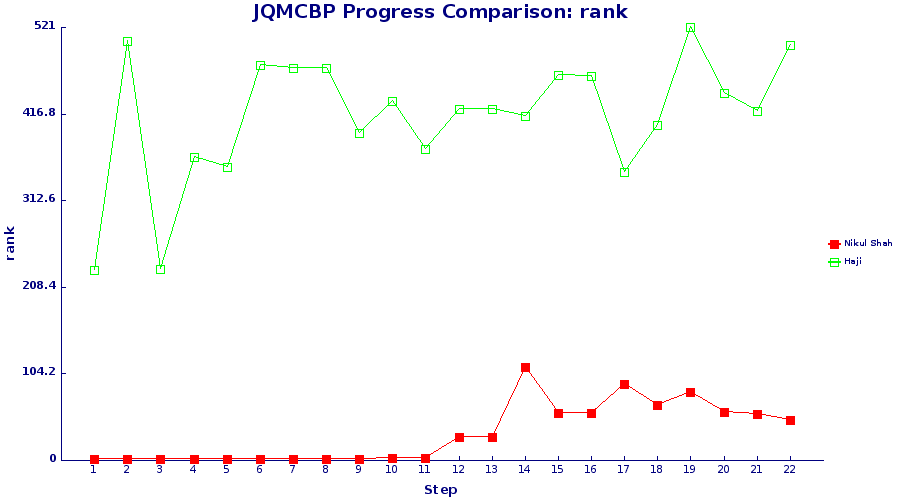 JQMCBP Progress Comparison: rank
521
416.8
312.6
208.4
104.2
0
rank
1 2 3 4 5 6 7 8 9 10 11 12 13 14 15 16 17 18 19 20 21 22
Step
Nikul Shah
Haji